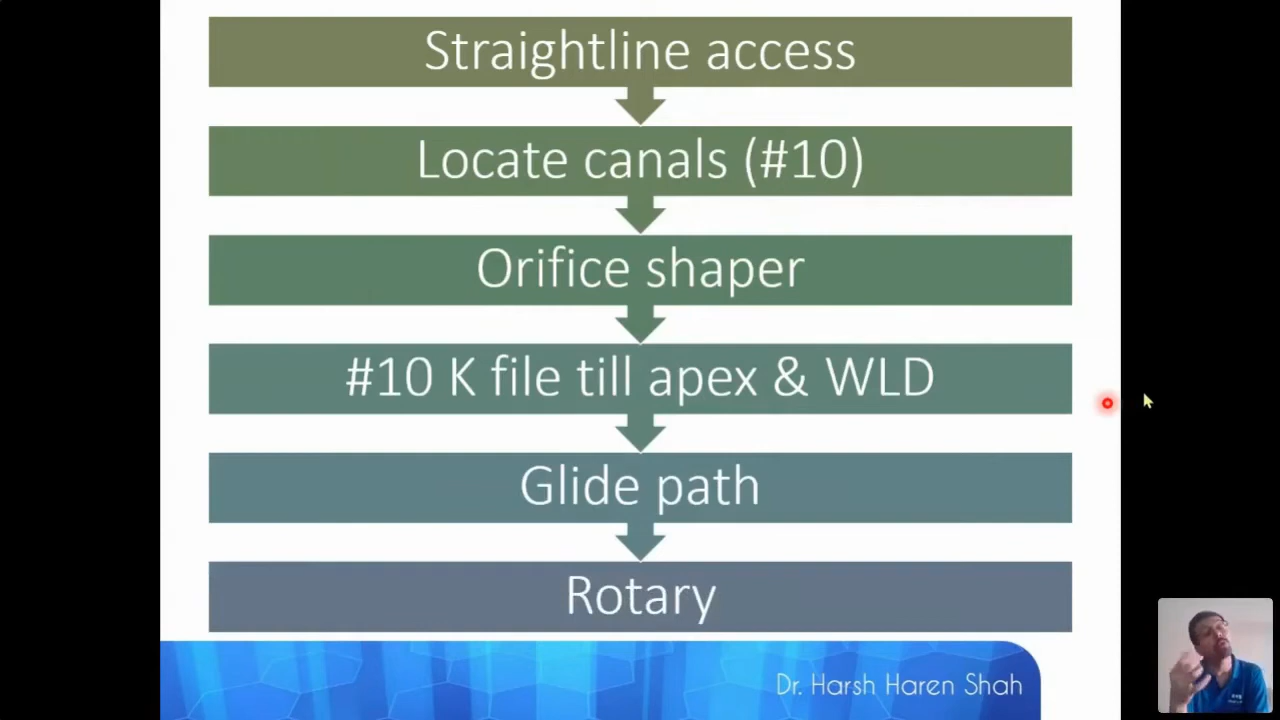 Straightline access
Locate canals (#10)
Orifice shaper
#10 K file till apex & WLD
Glide path
Rotary
Dr. Harsh Haren Shah